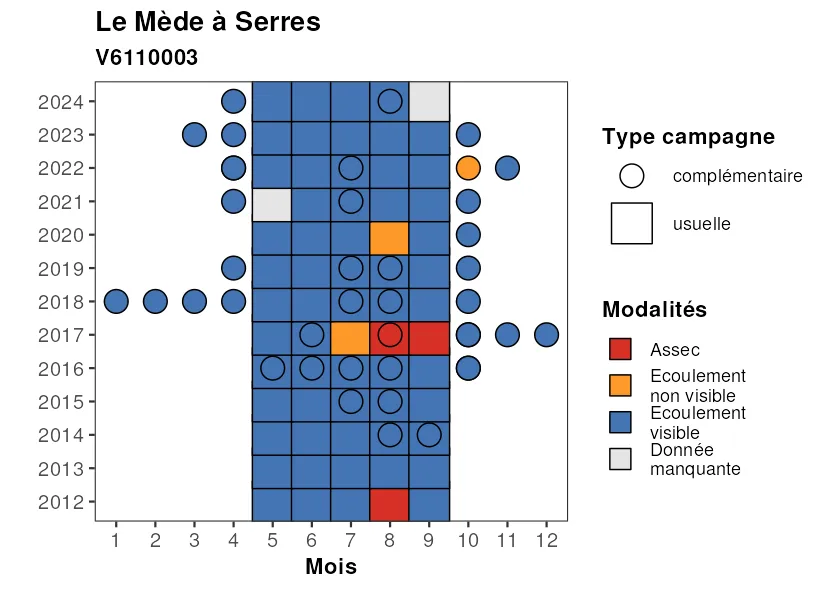 Le Mède à Serres
V6110003
2024
2023
2022
2021
2020
2019
2018
2017
2016
2015
2014
2013
2012
1 2 3 4 5 6 7 8 9 10 11 12
Mois
Type campagne
complémentaire
usuelle
Modalités
Assec
Ecoulement
non visible
Ecoulement
visible
Donnée
manquante